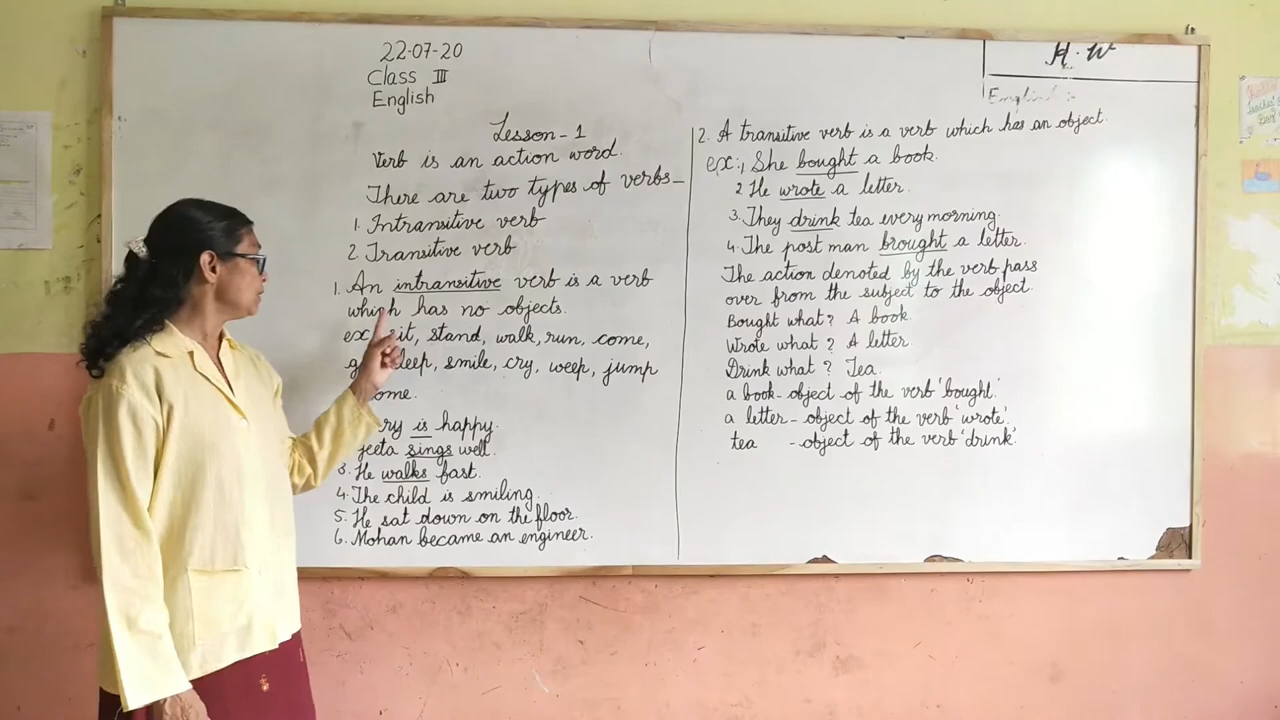 22-07-20
Class III
English
Lesson-1
Verb is an action word.
There are two types of verbs-
1. Intransitive verb
2. Transitive verb
1. An intransitive verb is a verb
which has no objects.
ex: sit, stand, walk, run, come,
smile, cry, weep, jump
is happy.
sings well.
3. He walks fast.
4. The child is smiling.
5. He sat down on the floor.
6. Mohan became an engineer.
H.W
English:-
2. A transitive verb is a verb which has an object.
ex:, She bought a book.
2 He wrote a letter.
3. They drink tea every morning.
4. The post man brought a letter.
The action denoted by the verb pass
over from the subject to the object.
Bought what? A book.
Wrote what? A letter.
Drink what? Tea.
a book- object of the verb 'bought'.
a letter- object of the verb 'wrote'.
tea -object of the verb 'drink'.